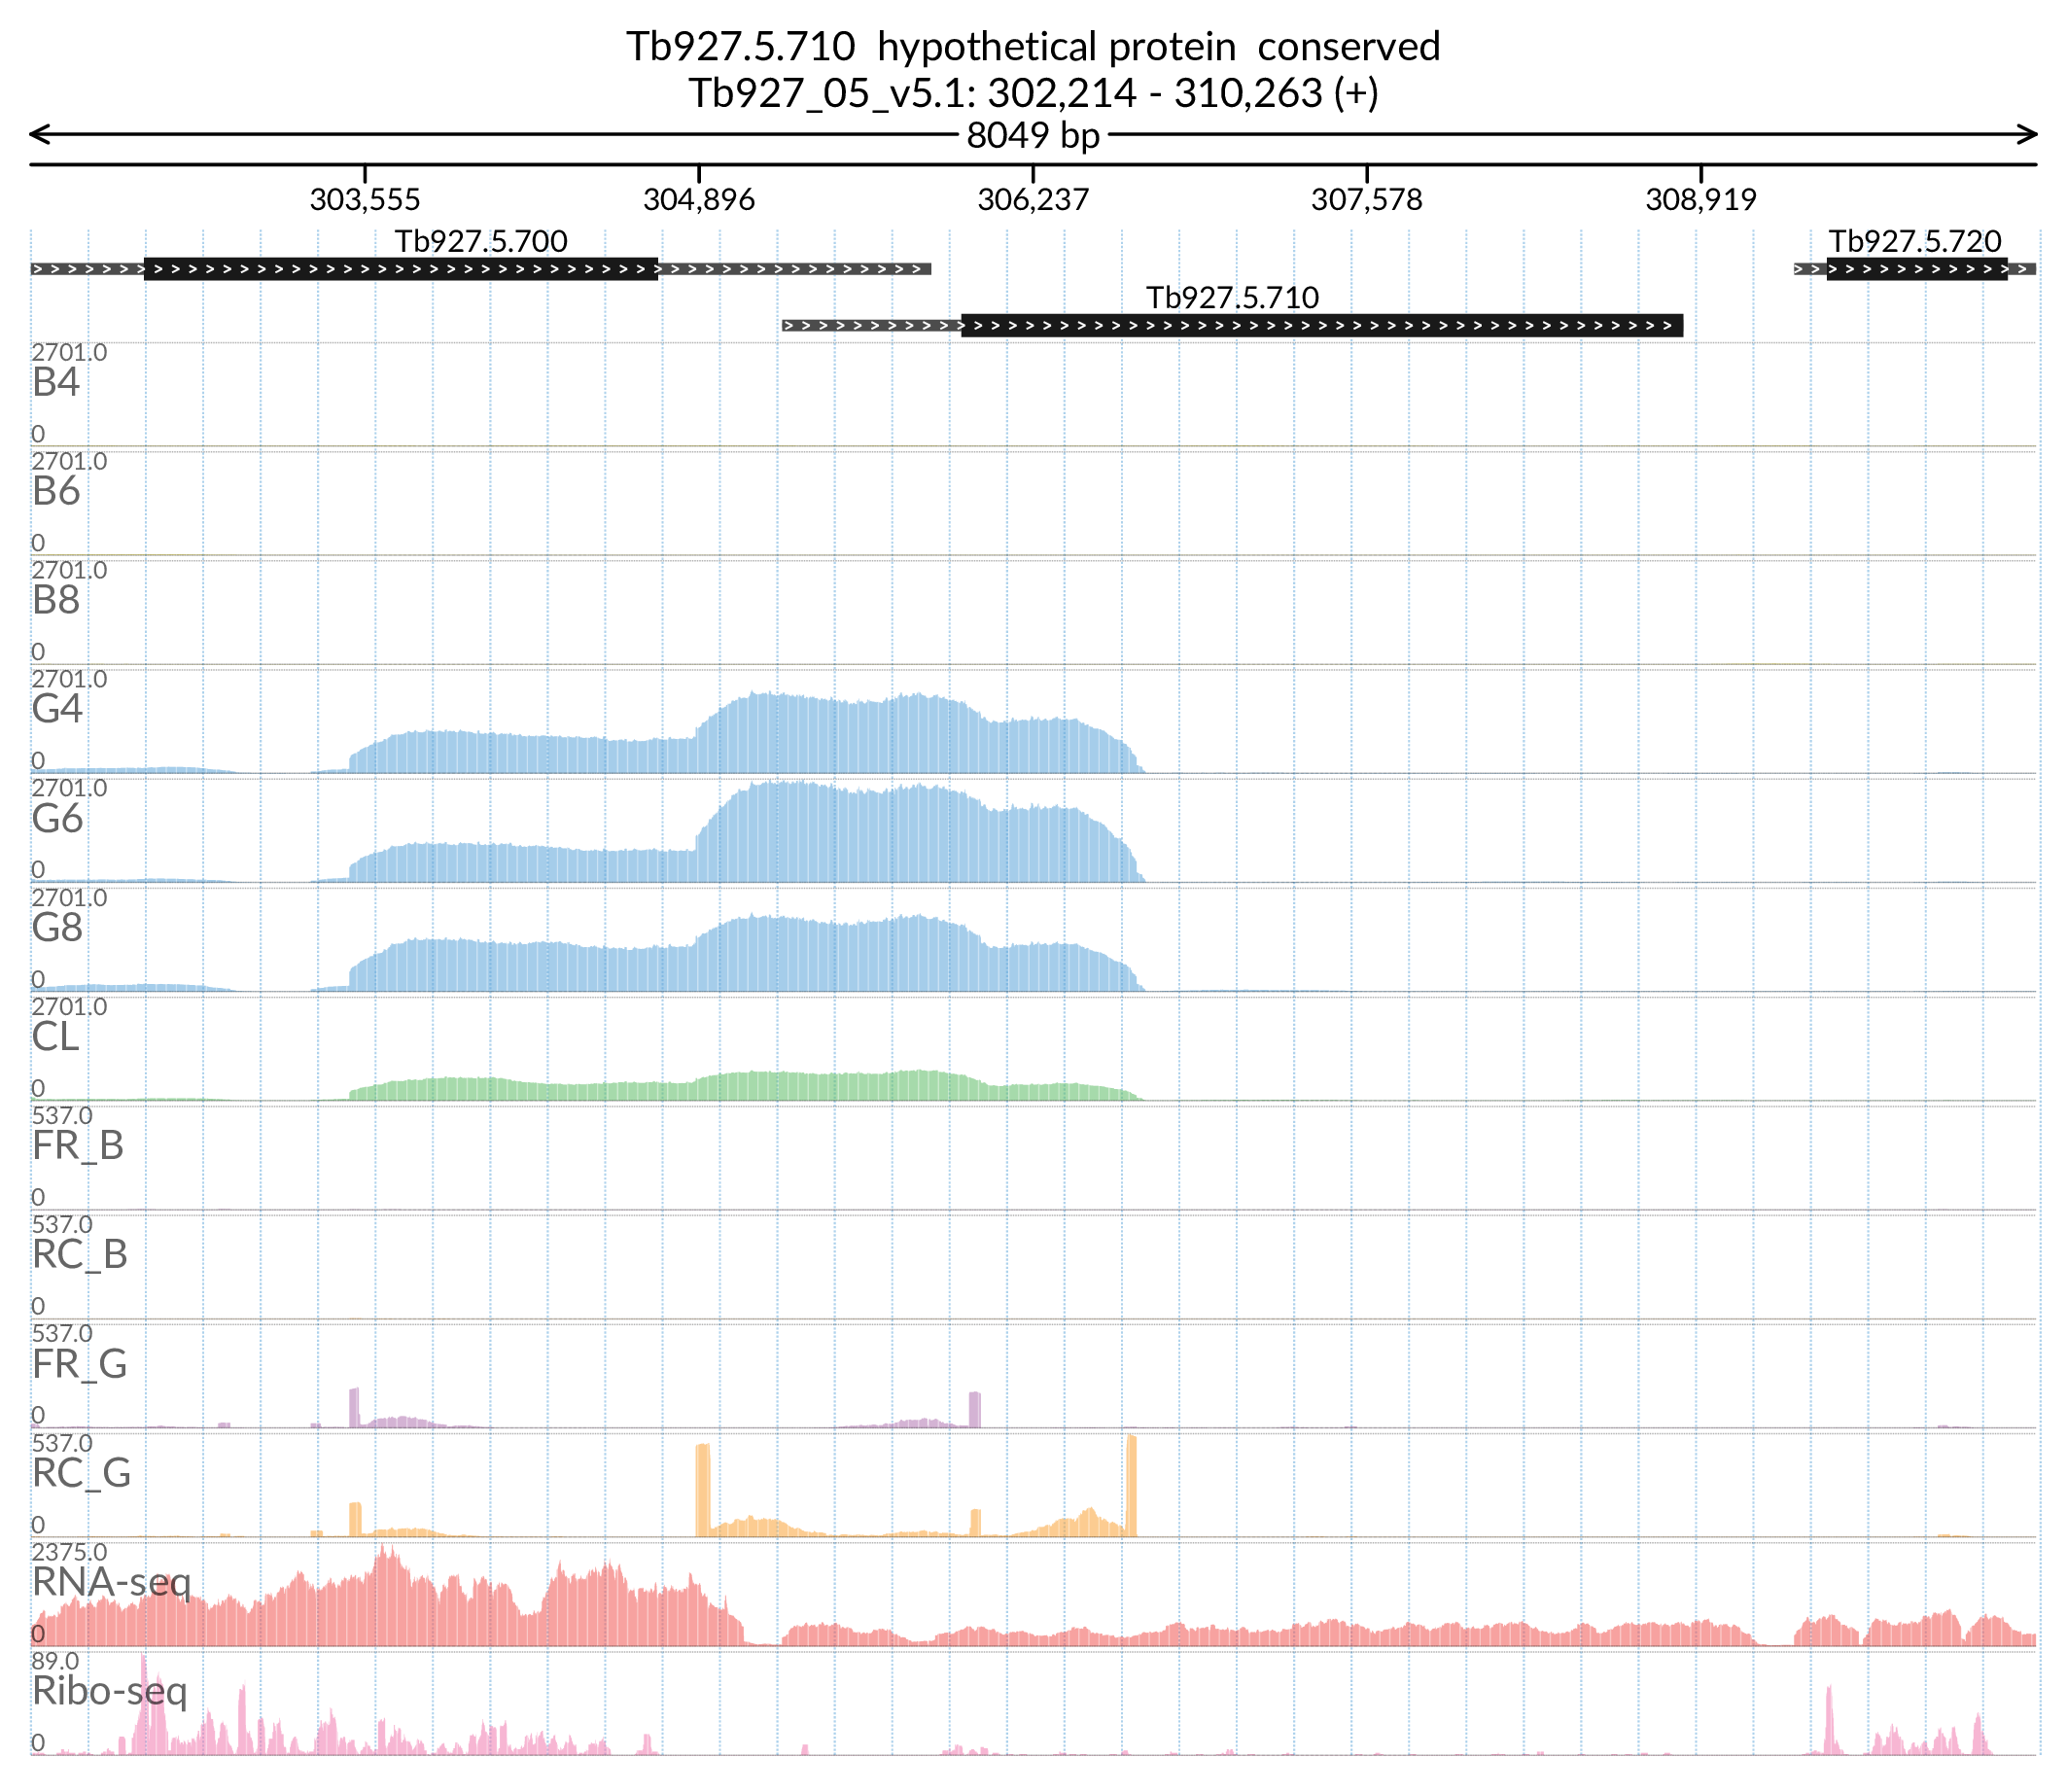 Tb927.5.710 hypothetical protein conserved
Tb927_05_v5.1: 302,214 - 310,263 (+)
8049 bp
303,555 304,896 306,237 307,578 308,919
Tb927.5.700 Tb927.5.720
Tb927.5.710
2701.0
B4
0
2701.0
B6
0
2701.0
B8
0
2701.0
G4
0
2701.0
G6
0
2701.0
G8
0
2701.0
CL
0
537.0
FR_B
0
537.0
RC_B
0
537.0
FR_G
0
537.0
RC_G
0
2375.0
RNA-seq
0
89.0
Ribo-seq
0